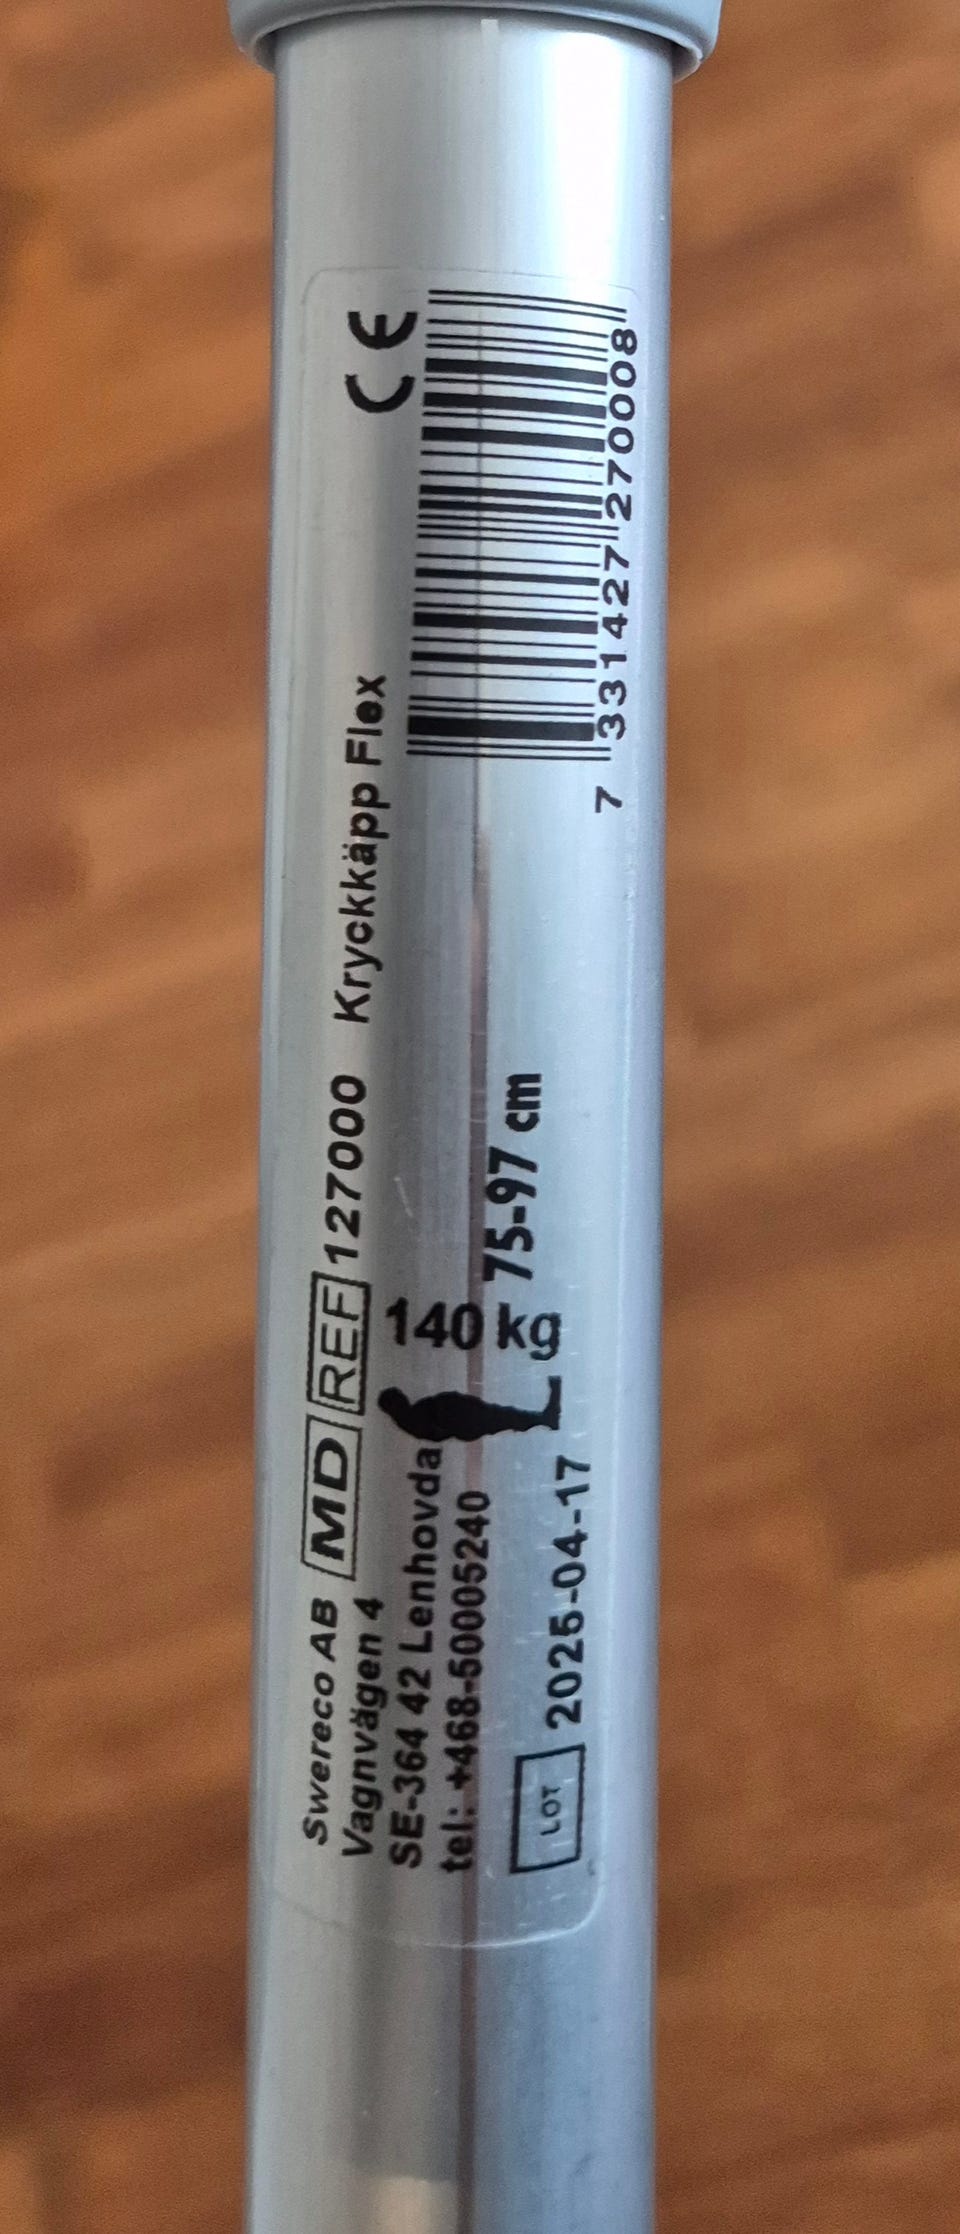 Swereco AB MD REF 127000 Kryckkäpp Flex CE
Vagnvägen 4
SE-364 42 Lenhovda
tel: +468-50005240
140 kg
75-97 cm
LOT 2025-04-17
7 331427 270008